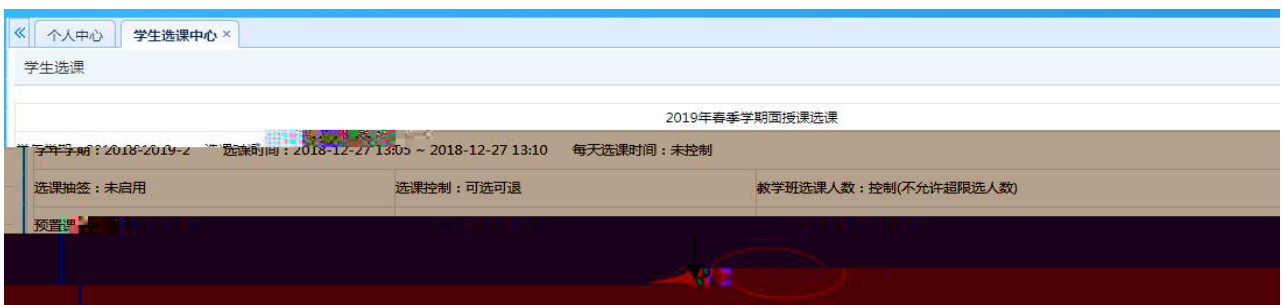 个人中心 学生选课中心 ×
学生选课
2019年春季学期面授课选课
学年学期：2018-2019-2 选课时间：2018-12-27 13:05 ~ 2018-12-27 13:10 每天选课时间：未控制
选课抽签：未启用 选课控制：可选可退 教学班选课人数：控制(不允许超限选人数)
预置课